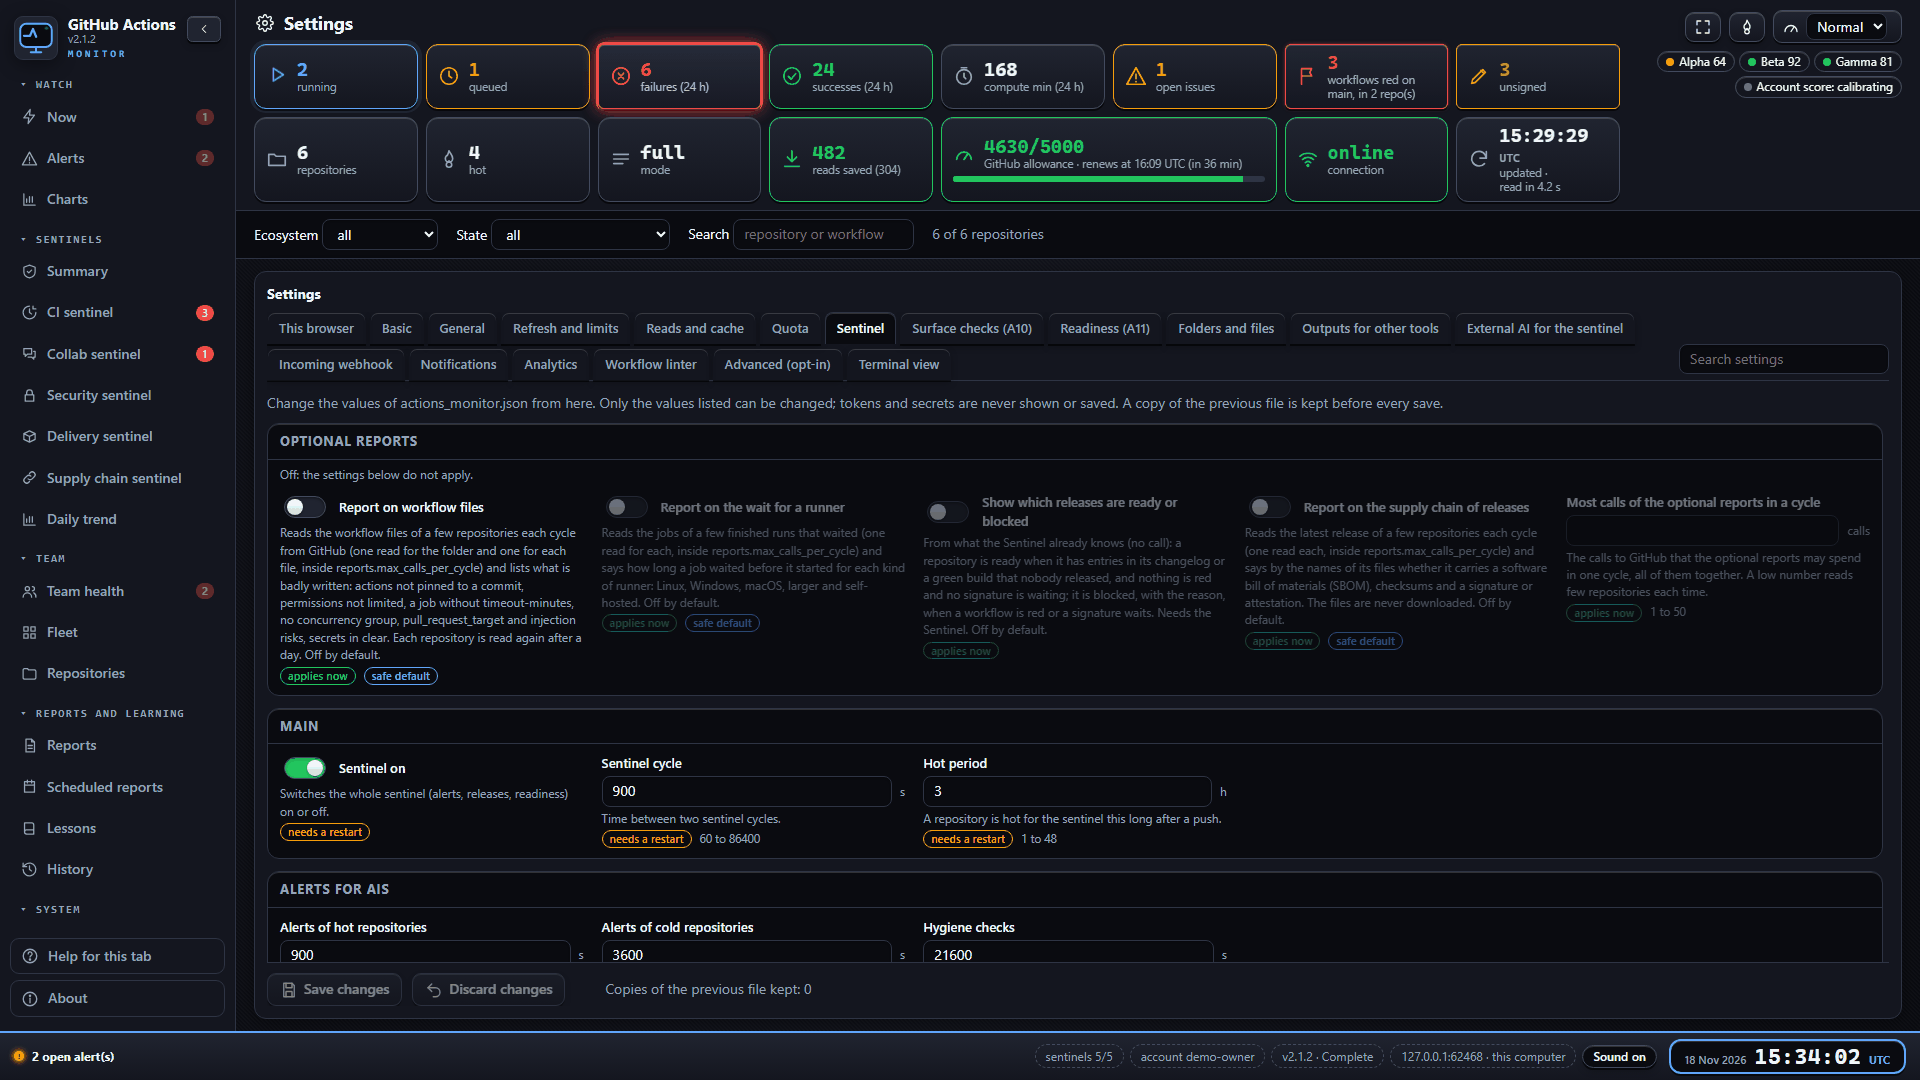 GitHub Actions
v2.1.2
MONITOR
WATCH
Now 1
Alerts 2
Charts
SENTINELS
Summary
CI sentinel 3
Collab sentinel 1
Security sentinel
Delivery sentinel
Supply chain sentinel
Daily trend
TEAM
Team health 2
Fleet
Repositories
REPORTS AND LEARNING
Reports
Scheduled reports
Lessons
History
SYSTEM
Help for this tab
About
Settings
Normal
Alpha 64
Beta 92
Gamma 81
Account score: calibrating
2
running
1
queued
6
failures (24 h)
24
successes (24 h)
168
compute min (24 h)
1
open issues
3
workflows red on
main, in 2 repo(s)
3
unsigned
6
repositories
4
hot
full
mode
482
reads saved (304)
4630/5000
GitHub allowance · renews at 16:09 UTC (in 36 min)
online
connection
15:29:29
UTC
updated ·
read in 4.2 s
Ecosystem all
State all
Search repository or workflow
6 of 6 repositories
Settings
This browser
Basic
General
Refresh and limits
Reads and cache
Quota
Sentinel
Surface checks (A10)
Readiness (A11)
Folders and files
Outputs for other tools
External AI for the sentinel
Incoming webhook
Notifications
Analytics
Workflow linter
Advanced (opt-in)
Terminal view
Search settings
Change the values of actions_monitor.json from here. Only the values listed can be changed; tokens and secrets are never shown or saved. A copy of the previous file is kept before every save.
OPTIONAL REPORTS
Off: the settings below do not apply.
Report on workflow files
Reads the workflow files of a few repositories each cycle
from GitHub (one read for the folder and one for each
file, inside reports.max_calls_per_cycle) and lists what is
badly written: actions not pinned to a commit,
permissions not limited, a job without timeout-minutes,
no concurrency group, pull_request_target and injection
risks, secrets in clear. Each repository is read again after a
day. Off by default.
applies now
safe default
Report on the wait for a runner
Reads the jobs of a few finished runs that waited (one
read for each, inside reports.max_calls_per_cycle) and
says how long a job waited before it started for each kind
of runner: Linux, Windows, macOS, larger and self-
hosted. Off by default.
applies now
safe default
Show which releases are ready or
blocked
From what the Sentinel already knows (no call): a
repository is ready when it has entries in its changelog or
a green build that nobody released, and nothing is red
and no signature is waiting; it is blocked, with the reason,
when a workflow is red or a signature waits. Needs the
Sentinel. Off by default.
applies now
Report on the supply chain of releases
Reads the latest release of a few repositories each cycle
(one read each, inside reports.max_calls_per_cycle) and
says by the names of its files whether it carries a software
bill of materials (SBOM), checksums and a signature or
attestation. The files are never downloaded. Off by
default.
applies now
safe default
Most calls of the optional reports in a cycle
calls
The calls to GitHub that the optional reports may spend
in one cycle, all of them together. A low number reads
few repositories each time.
applies now
1 to 50
MAIN
Sentinel on
Switches the whole sentinel (alerts, releases, readiness)
on or off.
needs a restart
Sentinel cycle
900 s
Time between two sentinel cycles.
needs a restart
60 to 86400
Hot period
3 h
A repository is hot for the sentinel this long after a push.
needs a restart
1 to 48
ALERTS FOR AIS
Alerts of hot repositories
900 s
Alerts of cold repositories
3600 s
Hygiene checks
21600 s
Save changes
Discard changes
Copies of the previous file kept: 0
2 open alert(s)
sentinels 5/5
account demo-owner
v2.1.2 · Complete
127.0.0.1:62468 · this computer
Sound on
18 Nov 2026 15:34:02 UTC